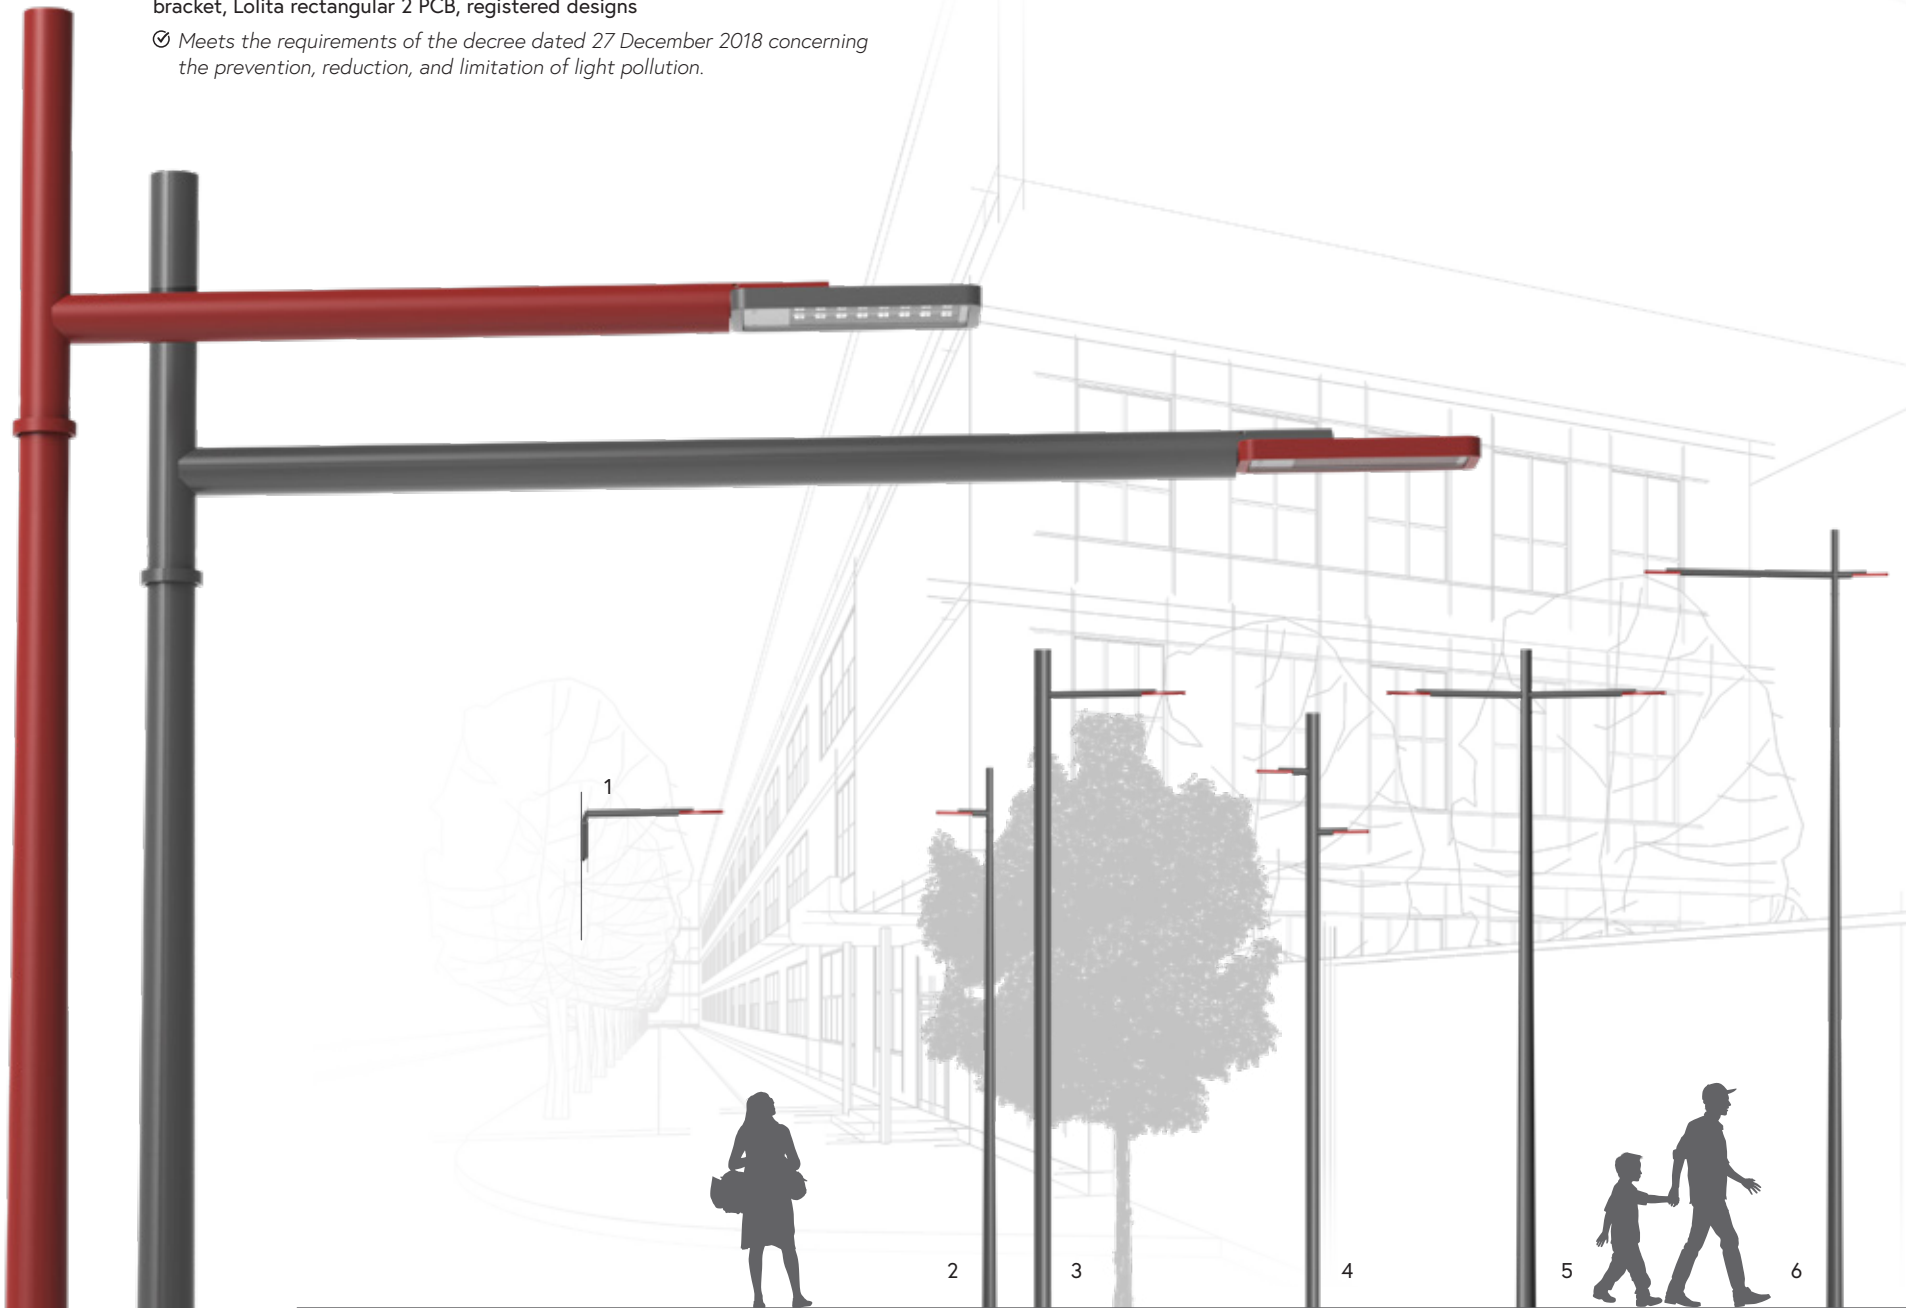 bracket, Lolita rectangular 2 PCB, registered designs
Meets the requirements of the decree dated 27 December 2018 concerning
the prevention, reduction, and limitation of light pollution.
1
2
3
4
5
6